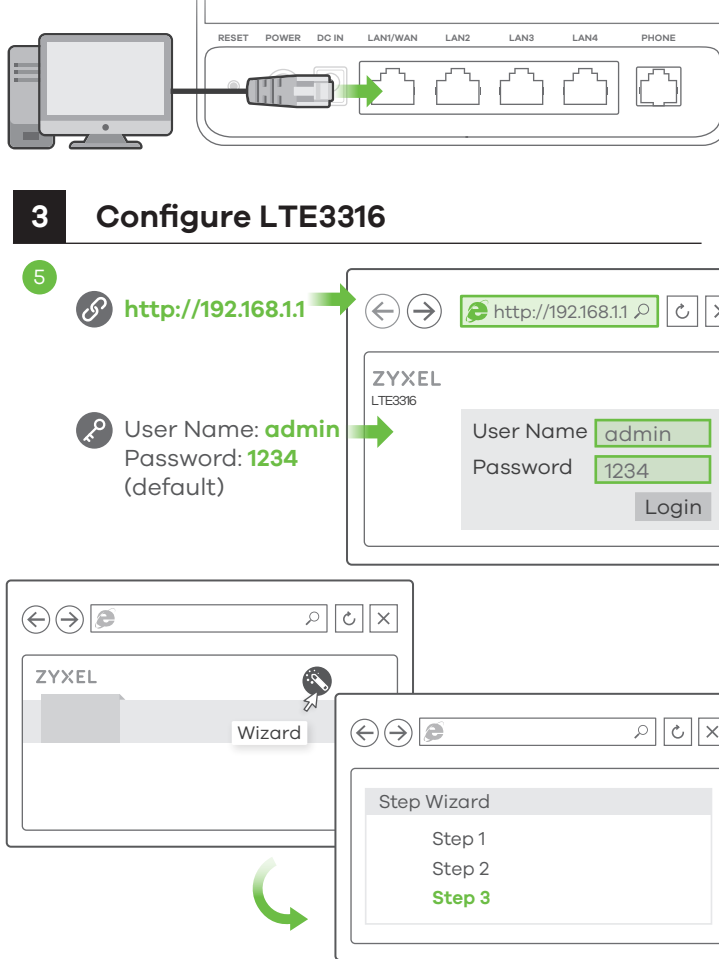 RESET POWER DC IN LAN1/WAN LAN2 LAN3 LAN4 PHONE
3 Configure LTE3316
5
http://192.168.1.1
http://192.168.1.1
ZYXEL
LTE3316
User Name: admin
Password: 1234
(default)
User Name admin
Password 1234
Login
ZYXEL
Wizard
Step Wizard
Step 1
Step 2
Step 3